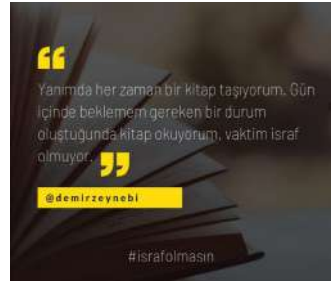 Yanımda her zaman bir kitap taşıyorum. Gün
içinde beklemem gereken bir durum
oluştuğunda kitap okuyorum, vaktim israf
olmuyor.
@demirzeynebi
#israfolmasın